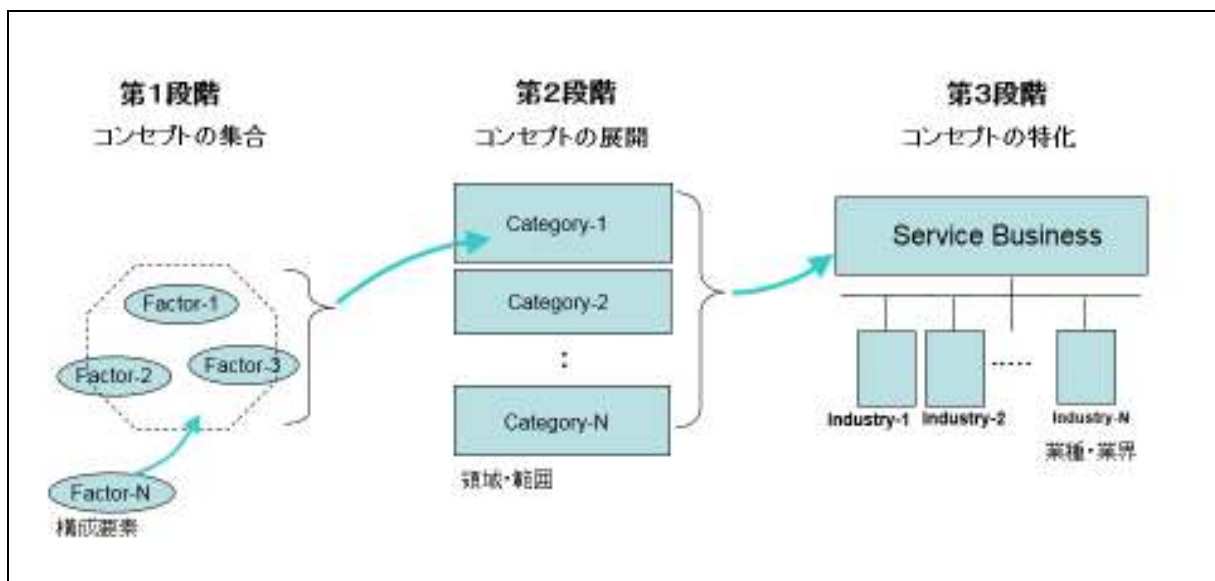 第1段階
コンセプトの集合
Factor-1
Factor-2
Factor-3
Factor-N
構成要素
第2段階
コンセプトの展開
Category-1
Category-2
:
Category-N
領域・範囲
第3段階
コンセプトの特化
Service Business
Industry-1
Industry-2
Industry-N
業種・業界